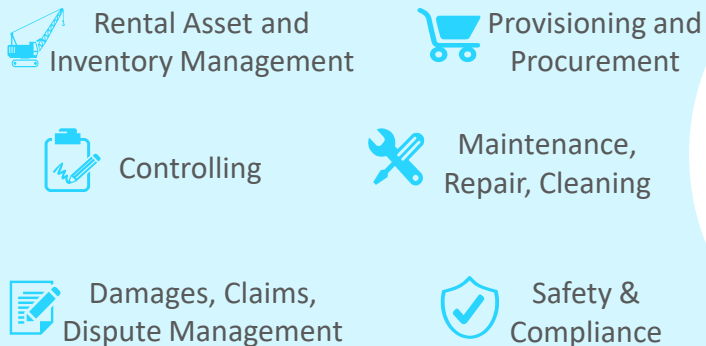 Rental Asset and
Inventory Management
Provisioning and
Procurement
Controlling
Maintenance,
Repair, Cleaning
Damages, Claims,
Dispute Management
Safety &
Compliance